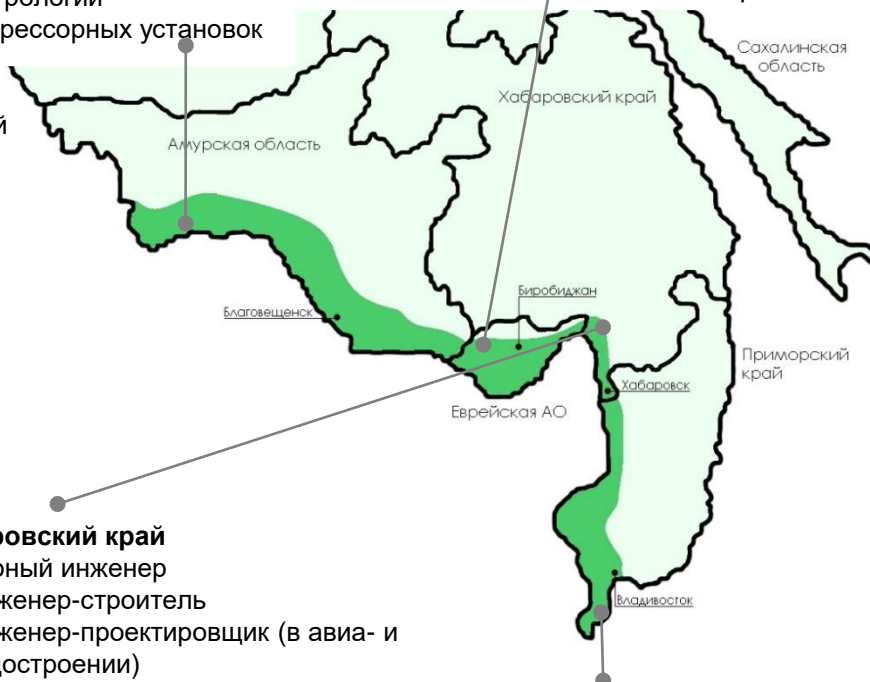 рессорных установок
Сахалинская
область
Хабаровский край
й
Амурская область
Биробиджан
Благовещенск
Приморский
край
Хабаровск
Еврейская АО
ровский край
ный инженер
женер-строитель
женер-проектировщик (в авиа- и
достроении)
Владивосток